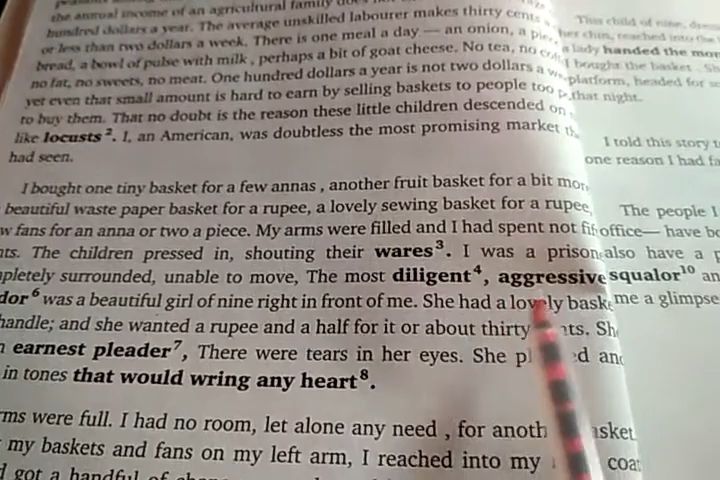 the annual income of an agricultural family does not
hundred dollars a year. The average unskilled labourer makes thirty cents a
or less than two dollars a week. There is one meal a day — an onion, a piece
bread, a bowl of pulse with milk , perhaps a bit of goat cheese. No tea, no
no fat, no sweets, no meat. One hundred dollars a year is not two dollars a
yet even that small amount is hard to earn by selling baskets to people too
to buy them. That no doubt is the reason these little children descended on
like locusts ². I, an American, was doubtless the most promising market
had seen.
I bought one tiny basket for a few annas , another fruit basket for a bit
beautiful waste paper basket for a rupee, a lovely sewing basket for a rupee,
w fans for an anna or two a piece. My arms were filled and I had spent not
nts. The children pressed in, shouting their wares³. I was a
pletely surrounded, unable to move, The most diligent⁴, aggressive
dor ⁶ was a beautiful girl of nine right in front of me. She had a lovely
handle; and she wanted a rupee and a half for it or about thirty
earnest pleader⁷, There were tears in her eyes. She
in tones that would wring any heart⁸.
rms were full. I had no room, let alone any need , for
my baskets and fans on my left arm, I reached into my
got a handful of
This child of nine,
her chin, reached into the
a lady handed the
bought the basket.
platform, headed for
that night.
I told this story
one reason I had
The people I
office— have
also have a
squalor¹⁰
me a glimpse